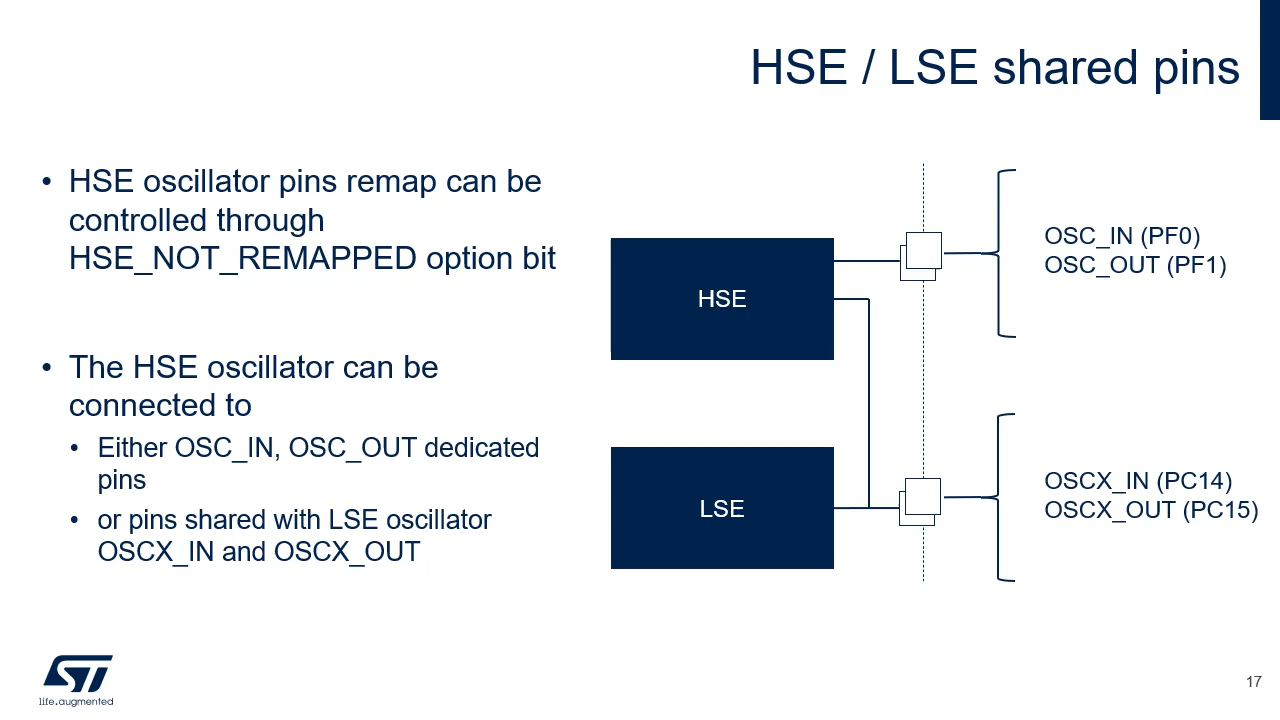 HSE / LSE shared pins
• HSE oscillator pins remap can be
controlled through
HSE_NOT_REMAPPED option bit
• The HSE oscillator can be
connected to
• Either OSC_IN, OSC_OUT dedicated
pins
• or pins shared with LSE oscillator
OSCX_IN and OSCX_OUT
HSE
LSE
OSC_IN (PF0)
OSC_OUT (PF1)
OSCX_IN (PC14)
OSCX_OUT (PC15)
ST
life.augmented
17